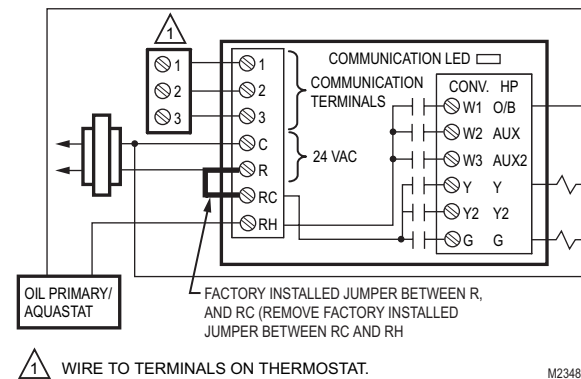 1
COMMUNICATION LED
1 1
2 2
3 3
COMMUNICATION
TERMINALS
C
R
RC
RH
24 VAC
CONV. HP
W1 O/B
W2 AUX
W3 AUX2
Y Y
Y2 Y2
G G
OIL PRIMARY/
AQUASTAT
FACTORY INSTALLED JUMPER BETWEEN R,
AND RC (REMOVE FACTORY INSTALLED
JUMPER BETWEEN RC AND RH
1 WIRE TO TERMINALS ON THERMOSTAT.
M2348